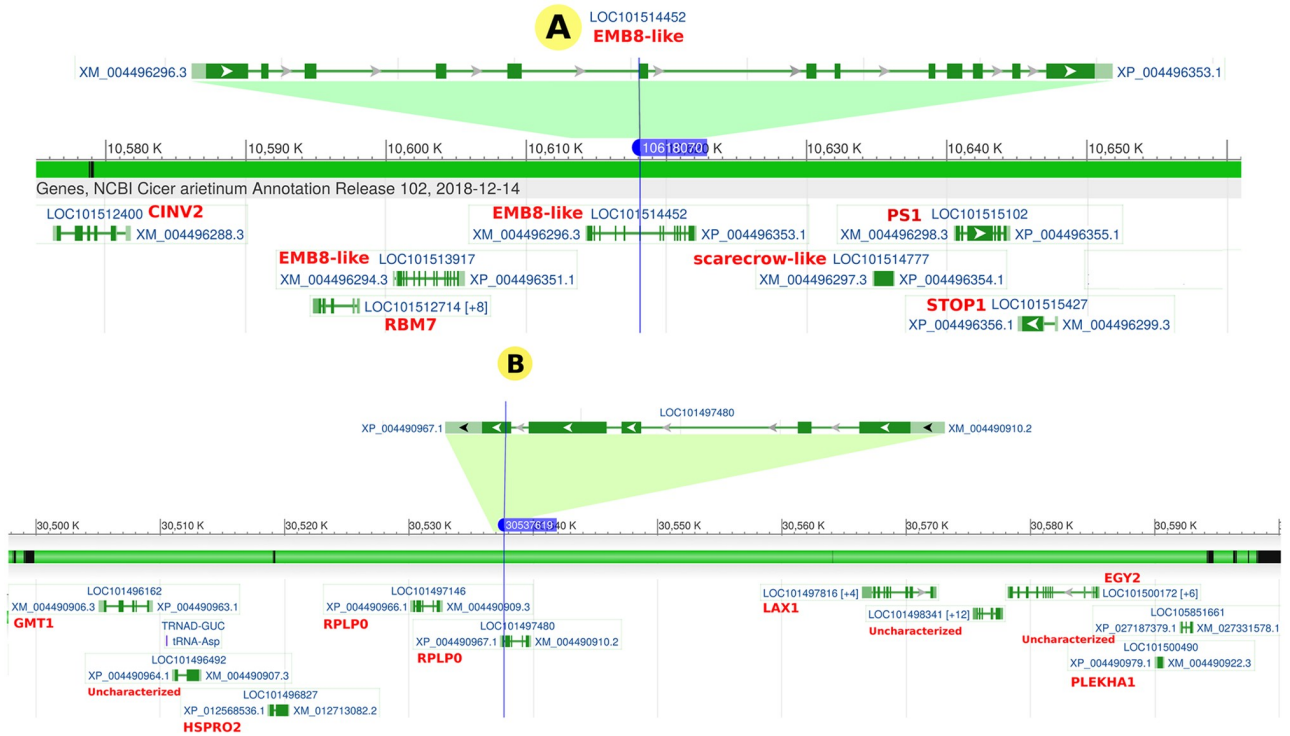 A
LOC101514452
EMB8-like
XM_004496296.3 XP_004496353.1
10,580 K 10,590 K 10,600 K 10,610 K 10618070 K 10,630 K 10,640 K 10,650 K
Genes, NCBI Cicer arietinum Annotation Release 102, 2018-12-14
LOC101512400 CINV2 EMB8-like LOC101514452 PS1 LOC101515102
XM_004496288.3 XM_004496296.3 XP_004496353.1 XM_004496298.3 XP_004496355.1
EMB8-like LOC101513917 scarecrow-like LOC101514777
XM_004496294.3 XP_004496351.1 XM_004496297.3 XP_004496354.1
LOC101512714 [+8] STOP1 LOC101515427
RBM7 XP_004496356.1 XM_004496299.3
B
LOC101497480
XP_004490967.1 XM_004490910.2
30,500 K 30,510 K 30,520 K 30,530 K 40 K 30,550 K 30,560 K 30,570 K 30,580 K 30,590 K
EGY2
LOC101496162 LOC101497146 LOC101497816 [+4] LOC101500172 [+6]
XM_004490906.3 XP_004490963.1 XP_004490966.1 XM_004490909.3 LAX1
GMT1 RPLP0 LOC101498341 [+12] LOC105851661
TRNAD-GUC LOC101497480 Uncharacterized XP_027187379.1 XM_027331578.1
tRNA-Asp XP_004490967.1 XM_004490910.2 Uncharacterized
LOC101496492 RPLP0 LOC101500490
XP_004490964.1 XM_004490907.3 XP_004490979.1 XM_004490922.3
Uncharacterized PLEKHA1
LOC101496827
XP_012568536.1 XM_012713082.2
HSPRO2